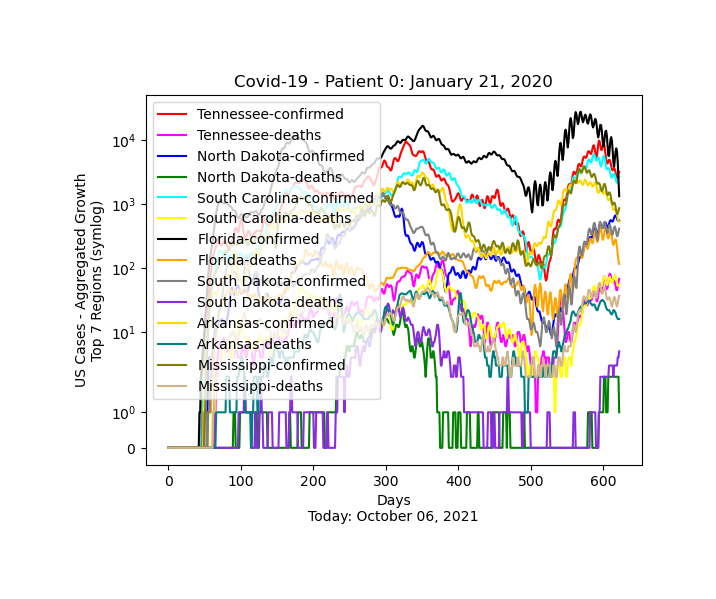 Covid-19 - Patient 0: January 21, 2020
US Cases - Aggregated Growth
Top 7 Regions (symlog)
10^4
10^3
10^2
10^1
10^0
0
Tennessee-confirmed
Tennessee-deaths
North Dakota-confirmed
North Dakota-deaths
South Carolina-confirmed
South Carolina-deaths
Florida-confirmed
Florida-deaths
South Dakota-confirmed
South Dakota-deaths
Arkansas-confirmed
Arkansas-deaths
Mississippi-confirmed
Mississippi-deaths
0 100 200 300 400 500 600
Days
Today: October 06, 2021